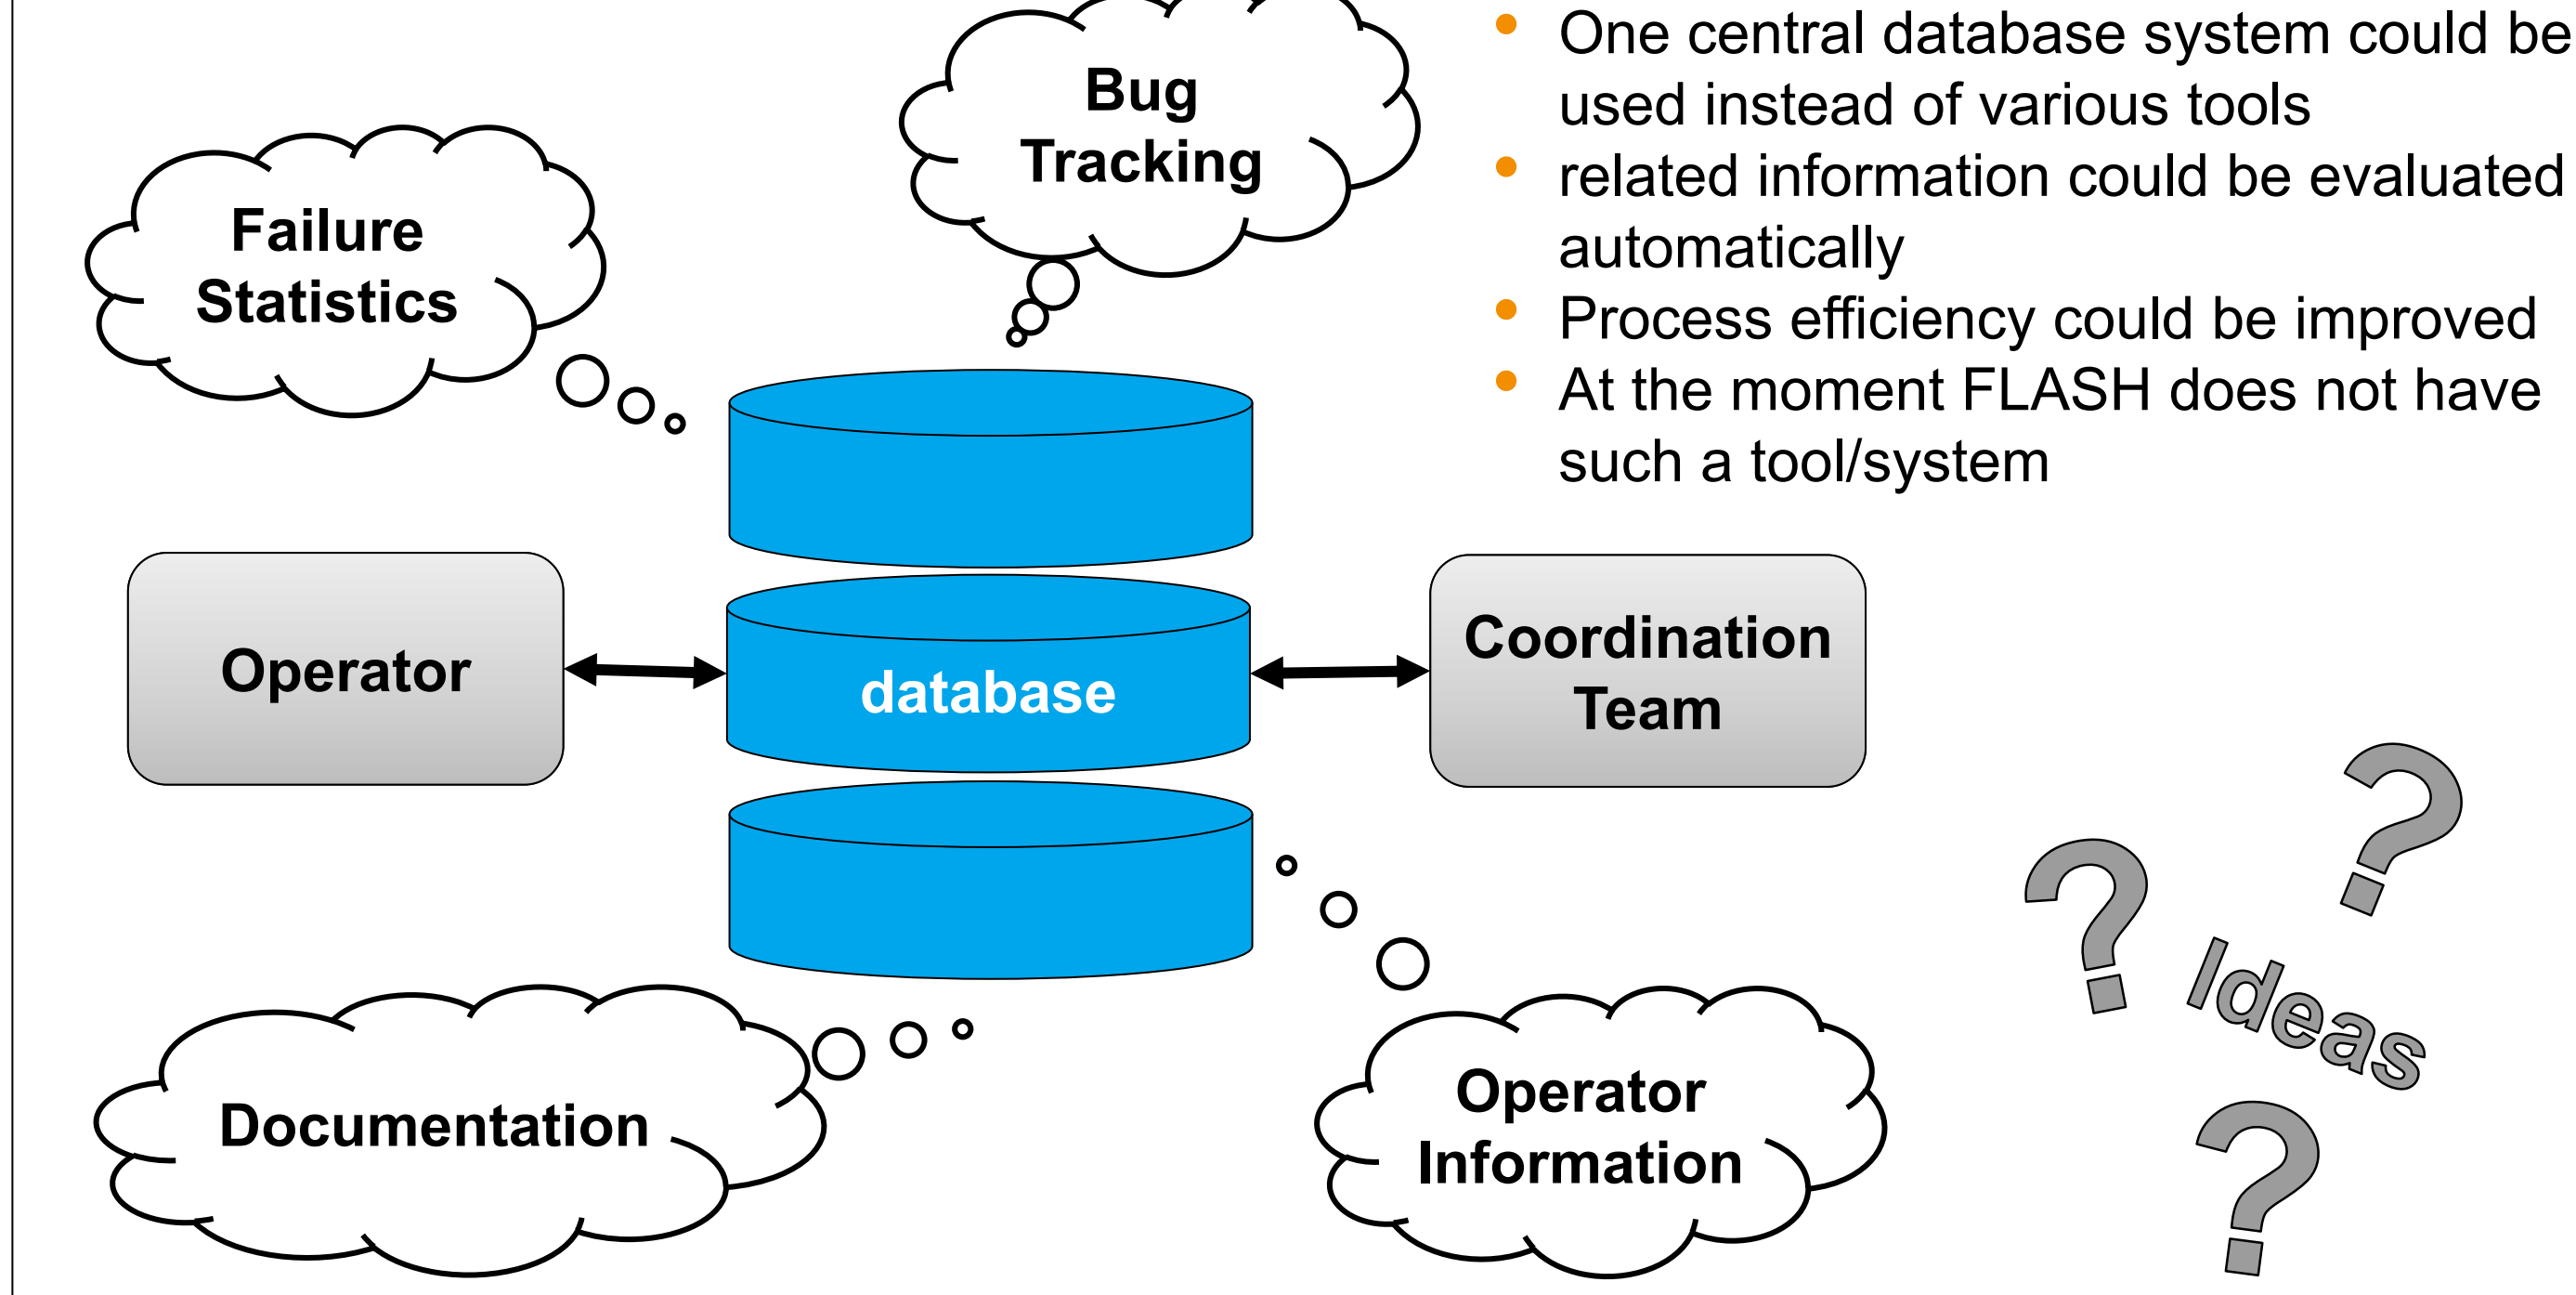 Bug
Tracking
Failure
Statistics
One central database system could be
used instead of various tools
related information could be evaluated
automatically
Process efficiency could be improved
At the moment FLASH does not have
such a tool/system
Operator
database
Coordination
Team
Documentation
Operator
Information
? ?
Ideas
?